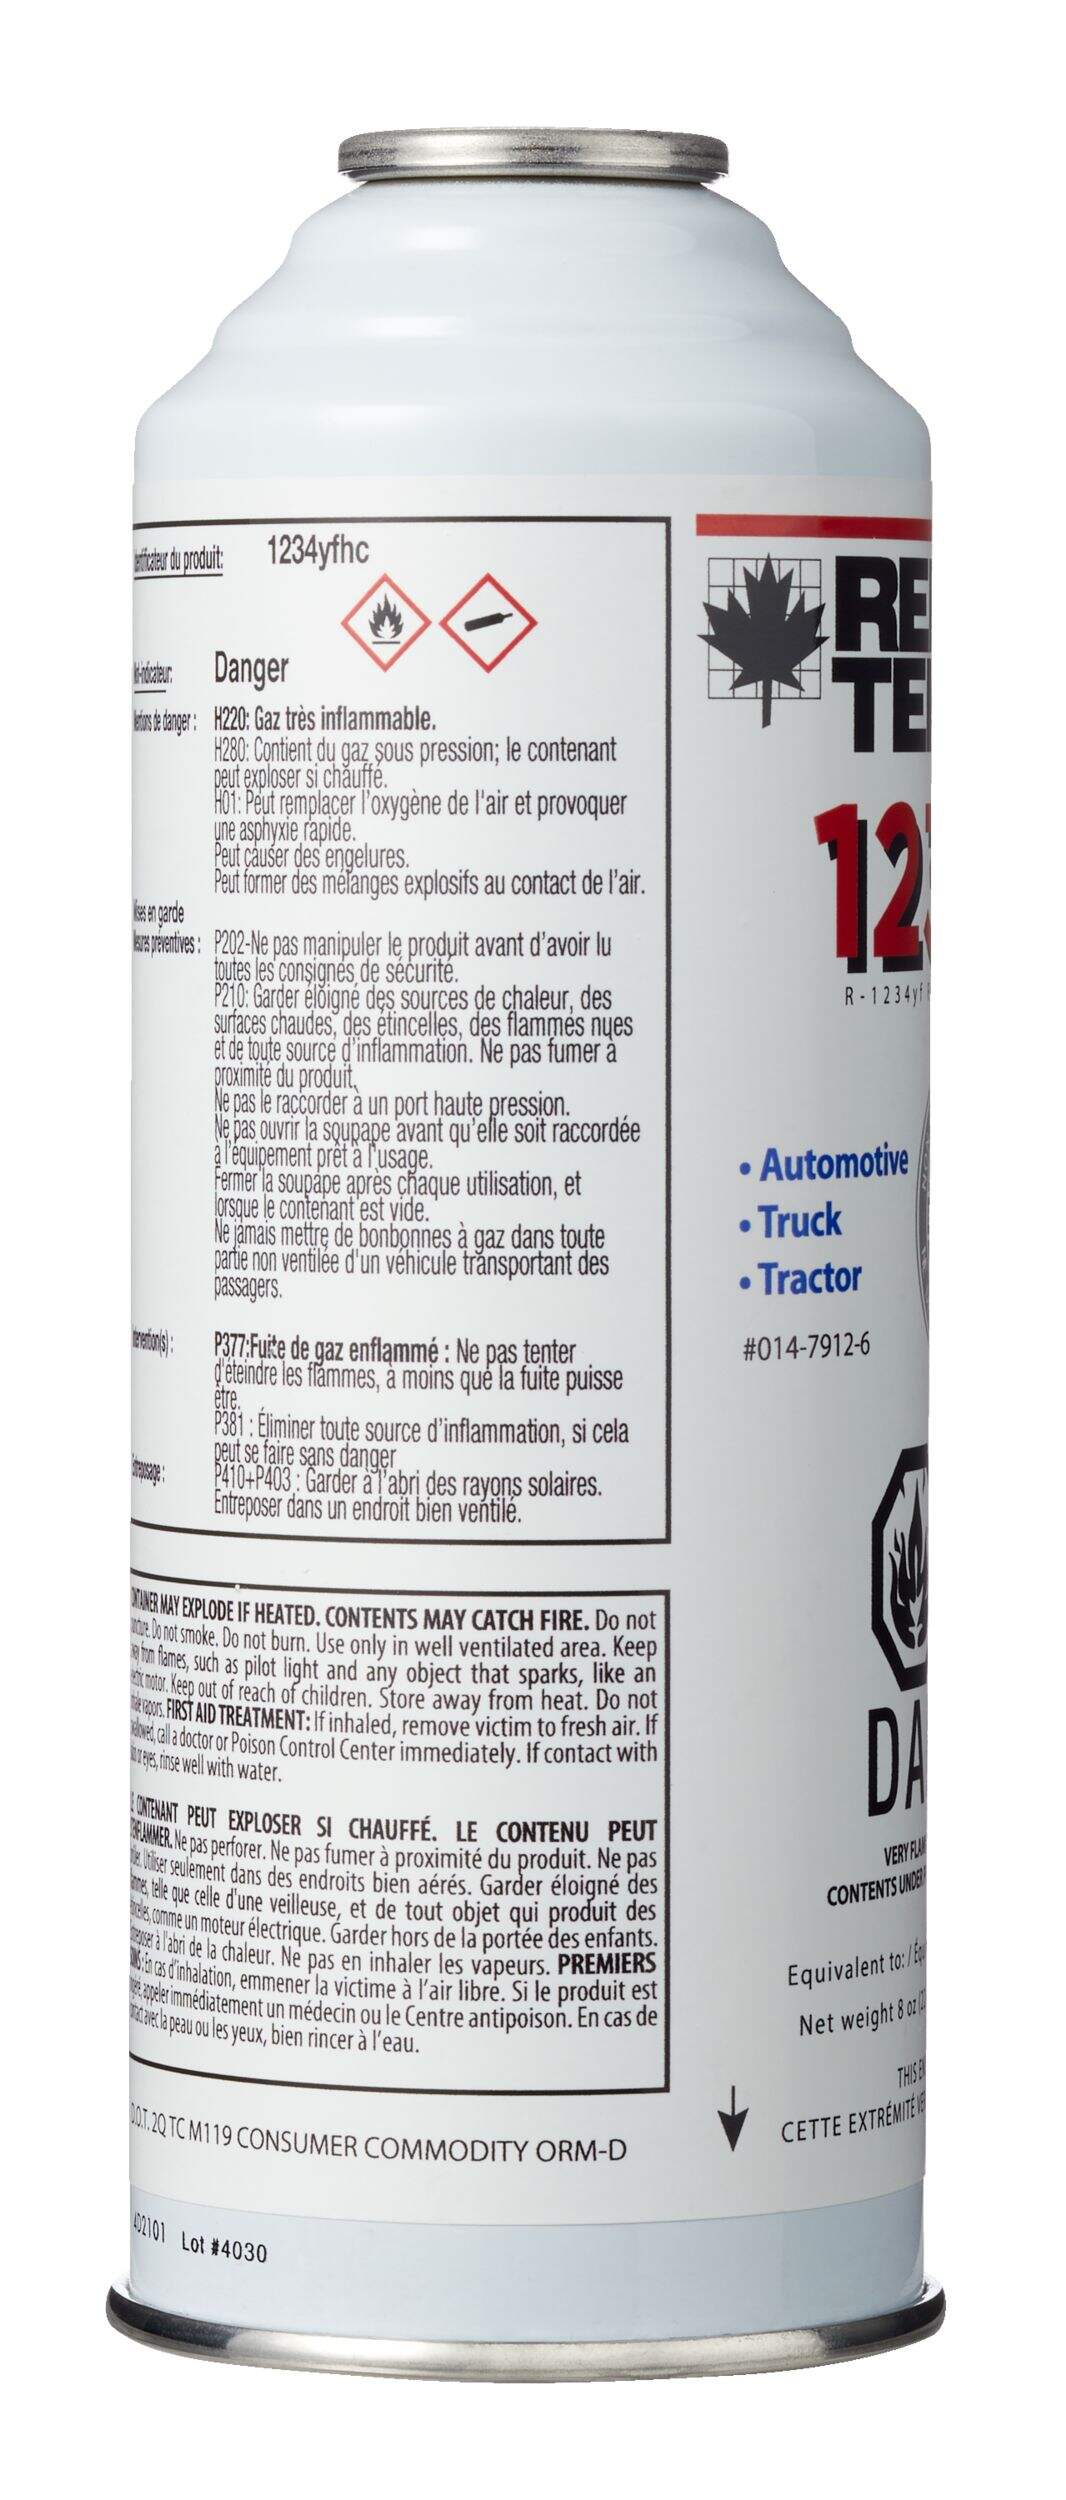 du produit: 1234yfhc
Danger
de danger : H220: Gaz très inflammable.
H280: Contient du gaz sous pression; le contenant
peut exploser si chauffé.
H01: Peut remplacer l'oxygène de l'air et provoquer
une asphyxie rapide.
Peut causer des engelures.
Peut former des mélanges explosifs au contact de l'air.
en garde
préventives : P202-Ne pas manipuler le produit avant d'avoir lu
toutes les consignes de sécurité.
P210: Garder éloigné des sources de chaleur, des
surfaces chaudes, des étincelles, des flammes nues
et de toute source d'inflammation. Ne pas fumer à
proximité du produit.
Ne pas le raccorder à un port haute pression.
Ne pas ouvrir la soupape avant qu'elle soit raccordée
à l'équipement prêt à l'usage.
Fermer la soupape après chaque utilisation, et
lorsque le contenant est vide.
Ne jamais mettre de bonbonnes à gaz dans toute
partie non ventilée d'un véhicule transportant des
passagers.
P377:Fuite de gaz enflammé : Ne pas tenter
d'éteindre les flammes, à moins que la fuite puisse
être.
P381 : Éliminer toute source d'inflammation, si cela
peut se faire sans danger
P410+P403 : Garder à l'abri des rayons solaires.
Entreposer dans un endroit bien ventilé.
MAY EXPLODE IF HEATED. CONTENTS MAY CATCH FIRE. Do not
Do not smoke. Do not burn. Use only in well ventilated area. Keep
from flames, such as pilot light and any object that sparks, like an
motor. Keep out of reach of children. Store away from heat. Do not
vapors. FIRST AID TREATMENT: If inhaled, remove victim to fresh air. If
call a doctor or Poison Control Center immediately. If contact with
or eyes, rinse well with water.
CONTENANT PEUT EXPLOSER SI CHAUFFÉ. LE CONTENU PEUT
Ne pas perforer. Ne pas fumer à proximité du produit. Ne pas
Utiliser seulement dans des endroits bien aérés. Garder éloigné des
telle que celle d'une veilleuse, et de tout objet qui produit des
comme un moteur électrique. Garder hors de la portée des enfants.
à l'abri de la chaleur. Ne pas en inhaler les vapeurs. PREMIERS
En cas d'inhalation, emmener la victime à l'air libre. Si le produit est
appeler immédiatement un médecin ou le Centre antipoison. En cas de
avec la peau ou les yeux, bien rincer à l'eau.
D.O.T. 2Q TC M119 CONSUMER COMMODITY ORM-D
4D2101 Lot #4030
RE
TE
123
R-1234yf
• Automotive
• Truck
• Tractor
#014-7912-6
DA
VERY
CONTENTS UNDER
Equivalent to: /
Net weight 8 oz
THIS
CETTE EXTRÉMITÉ